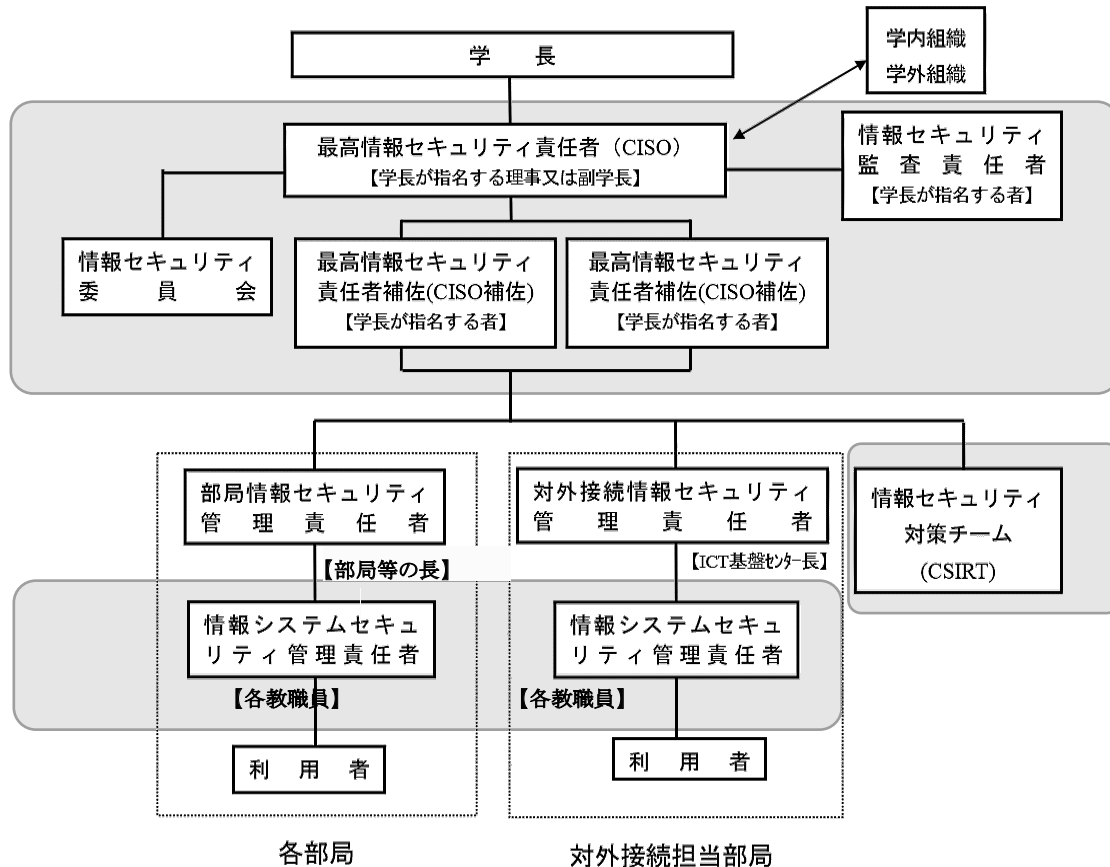 学長
学内組織
学外組織
最高情報セキュリティ責任者（CISO）
【学長が指名する理事又は副学長】
情報セキュリティ
監査責任者
【学長が指名する者】
情報セキュリティ
委員会
最高情報セキュリティ
責任者補佐(CISO補佐)
【学長が指名する者】
最高情報セキュリティ
責任者補佐(CISO補佐)
【学長が指名する者】
部局情報セキュリティ
管理責任者
【部局等の長】
対外接続情報セキュリティ
管理責任者
【ICT基盤センター長】
情報セキュリティ
対策チーム
(CSIRT)
情報システムセキュ
リティ管理責任者
【各教職員】
情報システムセキュ
リティ管理責任者
【各教職員】
利用者
利用者
各部局
対外接続担当部局